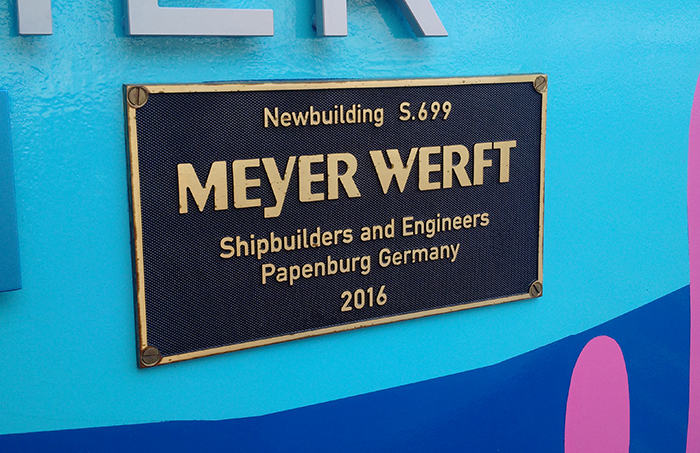 Newbuilding S.699
MEYER WERFT
Shipbuilders and Engineers
Papenburg Germany
2016